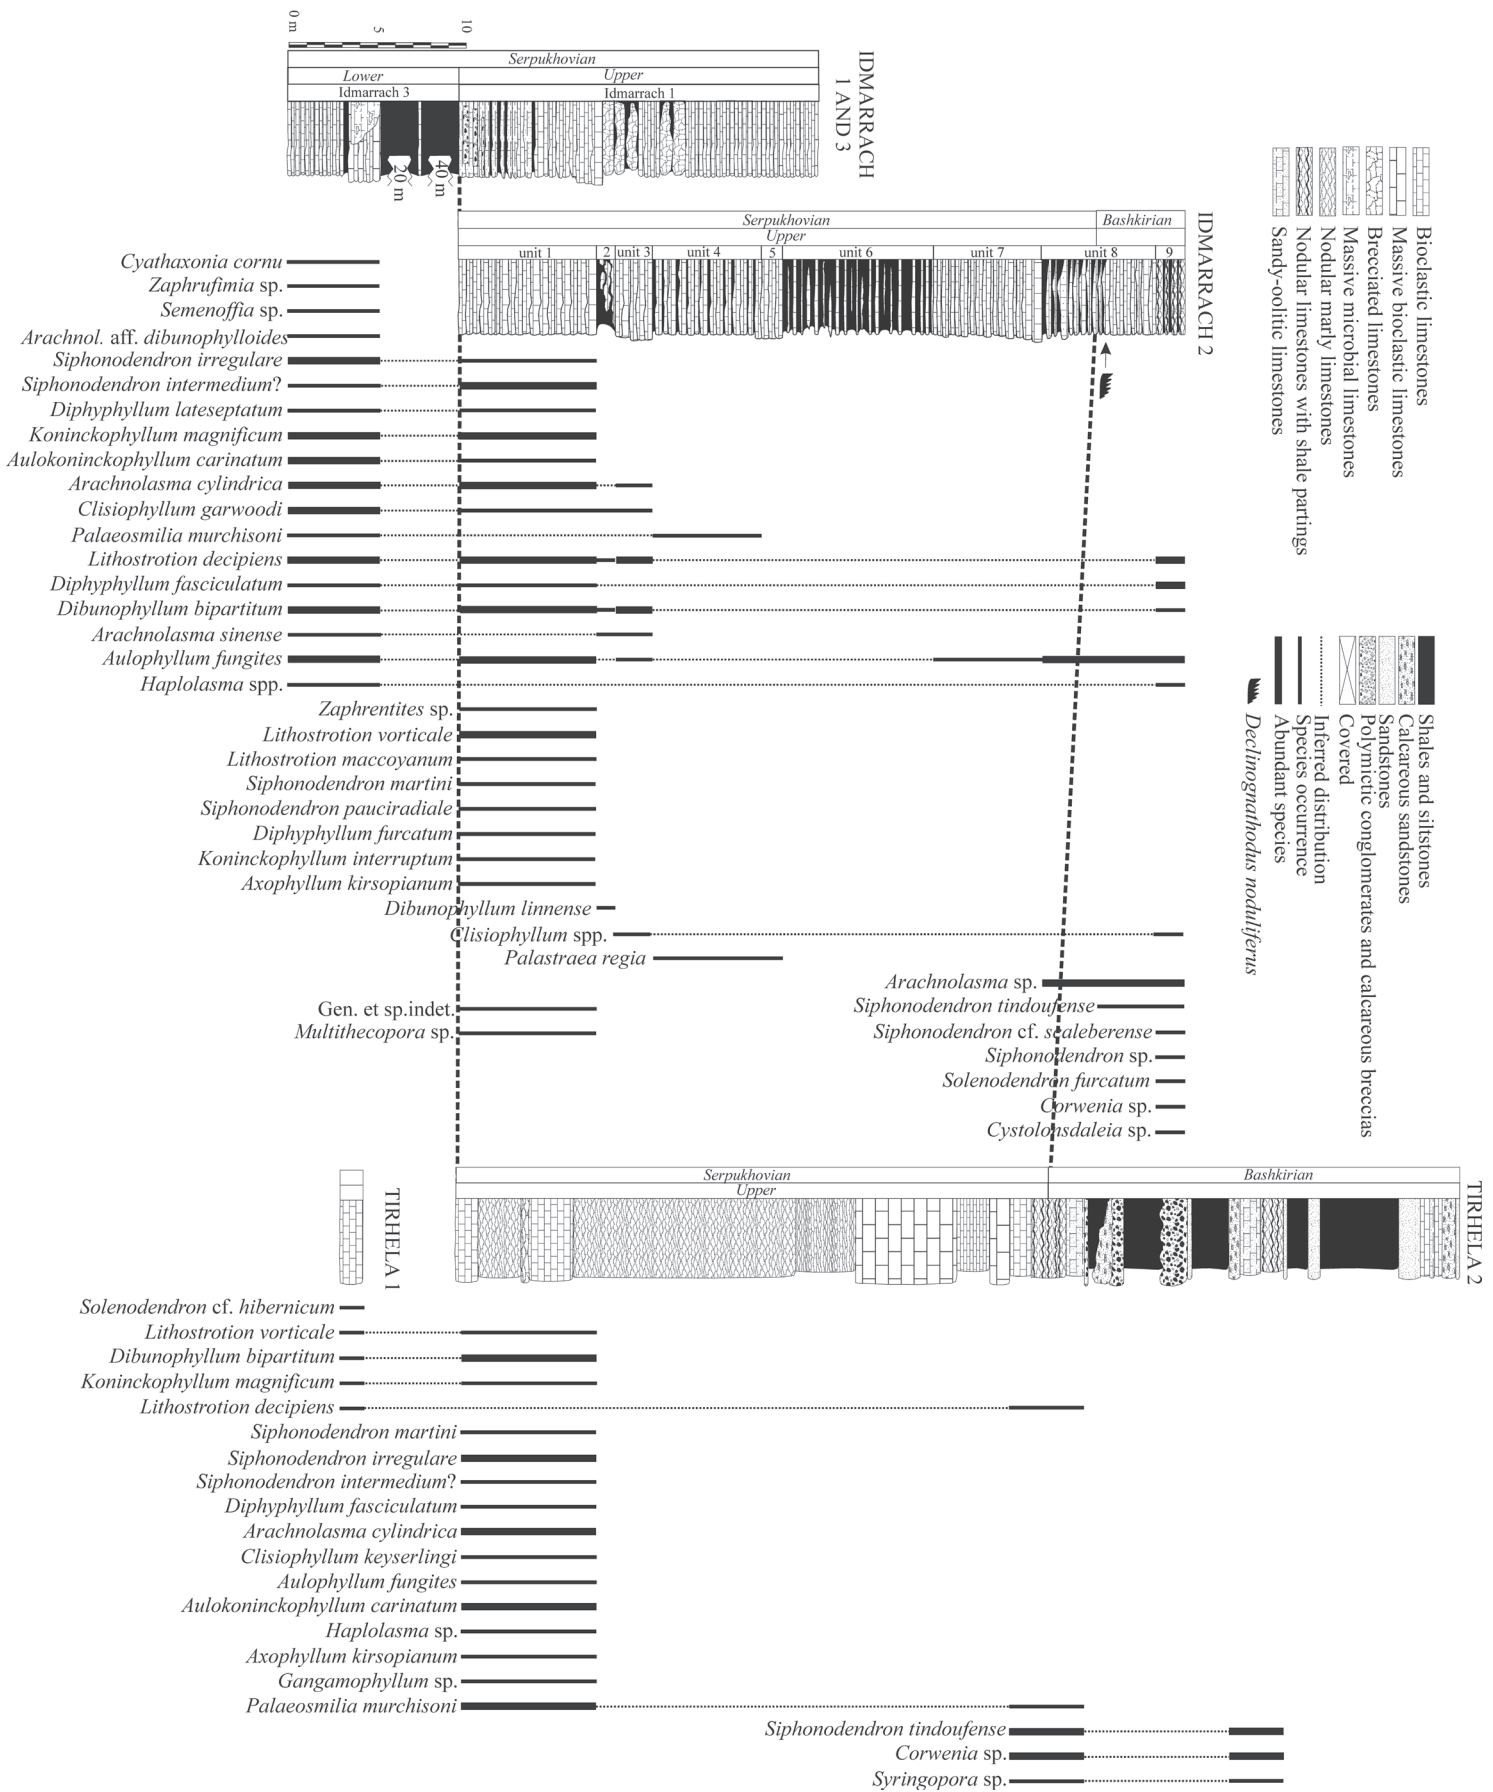 0 m
5
10
Serpukhovian
Lower
Upper
Idmarrach 3
Idmarrach 1
20 m
40 m
IDMARRACH
1 AND 3
Serpukhovian
Bashkirian
Upper
unit 1
2
unit 3
unit 4
5
unit 6
unit 7
unit 8
9
IDMARRACH 2
Bioclastic limestones
Massive bioclastic limestones
Brecciated limestones
Massive microbial limestones
Nodular marly limestones
Nodular limestones with shale partings
Sandy-oolitic limestones
Shales and siltstones
Calcareous sandstones
Sandstones
Polymictic conglomerates and calcareous breccias
Covered
Inferred distribution
Species occurrence
Abundant species
Declinognathodus noduliferus
Cyathaxonia cornu
Zaphrufimia sp.
Semenoffia sp.
Arachnol. aff. dibunophylloides
Siphonodendron irregulare
Siphonodendron intermedium?
Diphyphyllum lateseptatum
Koninckophyllum magnificum
Aulokoninckophyllum carinatum
Arachnolasma cylindrica
Clisiophyllum garwoodi
Palaeosmilia murchisoni
Lithostrotion decipiens
Diphyphyllum fasciculatum
Dibunophyllum bipartitum
Arachnolasma sinense
Aulophyllum fungites
Haplolasma spp.
Zaphrentites sp.
Lithostrotion vorticale
Lithostrotion maccoyanum
Siphonodendron martini
Siphonodendron pauciradiale
Diphyphyllum furcatum
Koninckophyllum interruptum
Axophyllum kirsopianum
Dibunophyllum linnense
Clisiophyllum spp.
Palastraea regia
Arachnolasma sp.
Siphonodendron tindoufense
Gen. et sp.indet.
Multithecopora sp.
Siphonodendron cf. scaleberense
Siphonodendron sp.
Solenodendron furcatum
Corwenia sp.
Cystolonsdaleia sp.
Serpukhovian
Bashkirian
Upper
TIRHELA 1
TIRHELA 2
Solenodendron cf. hibernicum
Lithostrotion vorticale
Dibunophyllum bipartitum
Koninckophyllum magnificum
Lithostrotion decipiens
Siphonodendron martini
Siphonodendron irregulare
Siphonodendron intermedium?
Diphyphyllum fasciculatum
Arachnolasma cylindrica
Clisiophyllum keyserlingi
Aulophyllum fungites
Aulokoninckophyllum carinatum
Haplolasma sp.
Axophyllum kirsopianum
Gangamophyllum sp.
Palaeosmilia murchisoni
Siphonodendron tindoufense
Corwenia sp.
Syringopora sp.